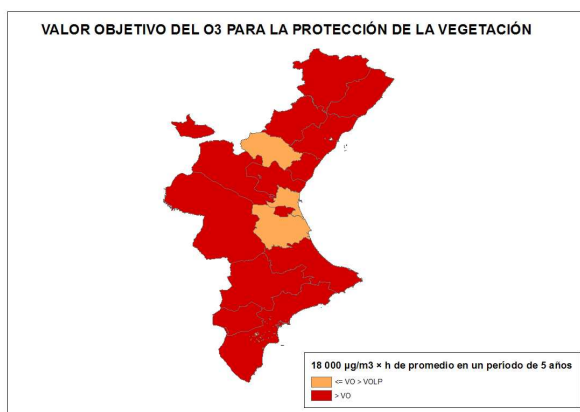 VALOR OBJETIVO DEL O3 PARA LA PROTECCIÓN DE LA VEGETACIÓN
18 000 µg/m3 × h de promedio en un período de 5 años
<= VO > VOLP
> VO